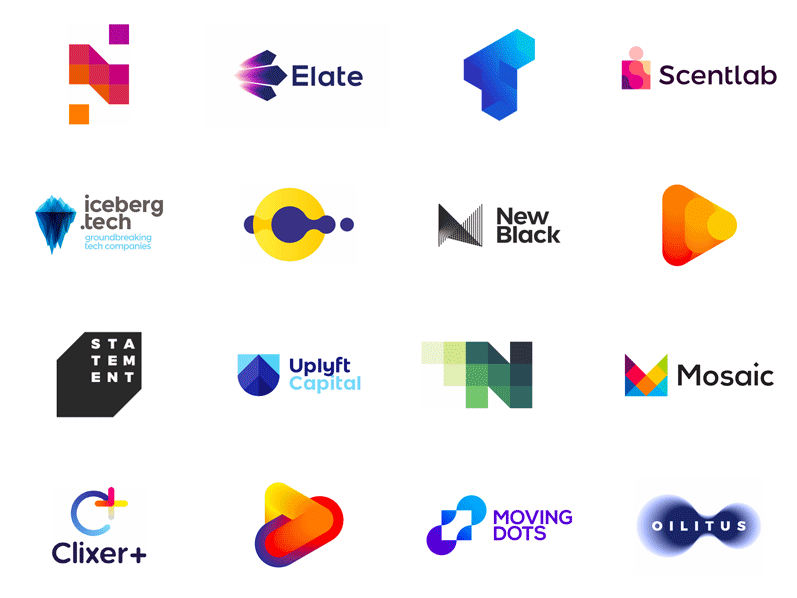 Elate
Scentlab
iceberg
.tech
groundbreaking
tech companies
New
Black
STA
TEM
ENT
Uplyft
Capital
Mosaic
Clixer+
MOVING
DOTS
OILITUS